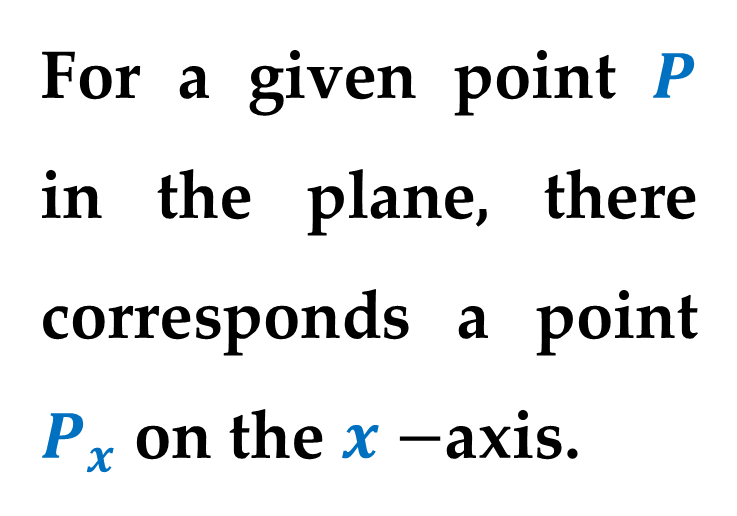 For a given point P
in the plane, there
corresponds a point
Pₓ on the x −axis.